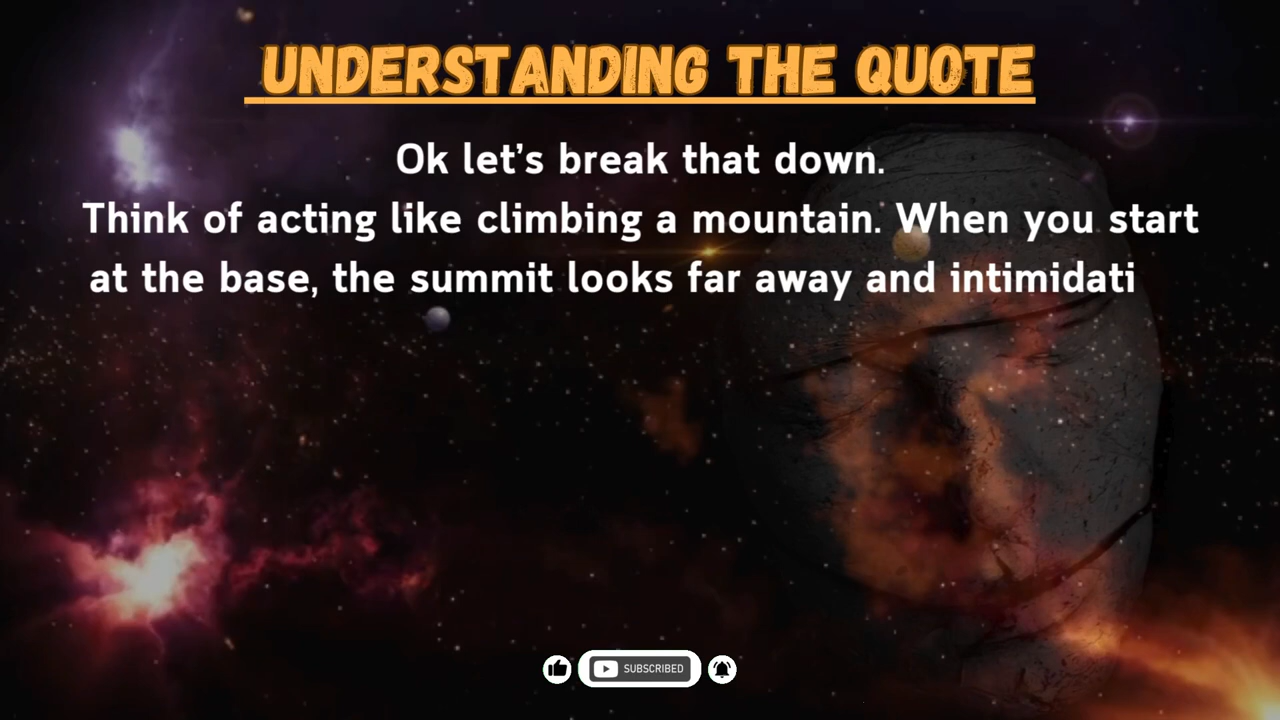 UNDERSTANDING THE QUOTE
Ok let's break that down.
Think of acting like climbing a mountain. When you start
at the base, the summit looks far away and intimidati
SUBSCRIBED